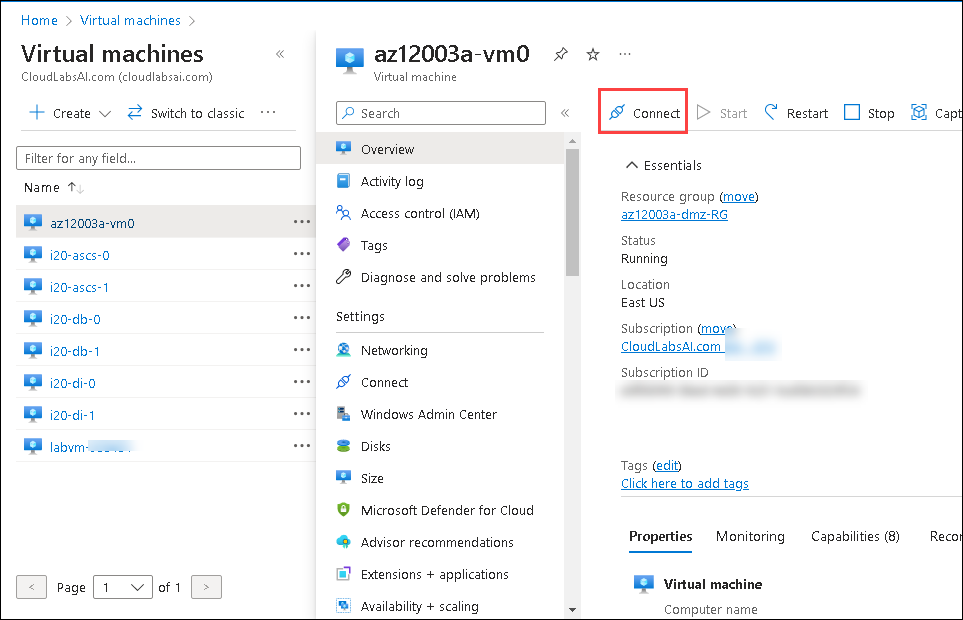 Home > Virtual machines >
Virtual machines
CloudLabsAI.com (cloudlabsai.com)
Create
Switch to classic
Filter for any field...
Name
az12003a-vm0
i20-ascs-0
i20-ascs-1
i20-db-0
i20-db-1
i20-di-0
i20-di-1
labvm-
< Page 1 of 1 >
az12003a-vm0
Virtual machine
Search
Overview
Activity log
Access control (IAM)
Tags
Diagnose and solve problems
Settings
Networking
Connect
Windows Admin Center
Disks
Size
Microsoft Defender for Cloud
Advisor recommendations
Extensions + applications
Availability + scaling
Connect Start Restart Stop Capt
Essentials
Resource group (move)
az12003a-dmz-RG
Status
Running
Location
East US
Subscription (move)
CloudLabsAI.com
Subscription ID
Tags (edit)
Click here to add tags
Properties Monitoring Capabilities (8) Recor
Virtual machine
Computer name